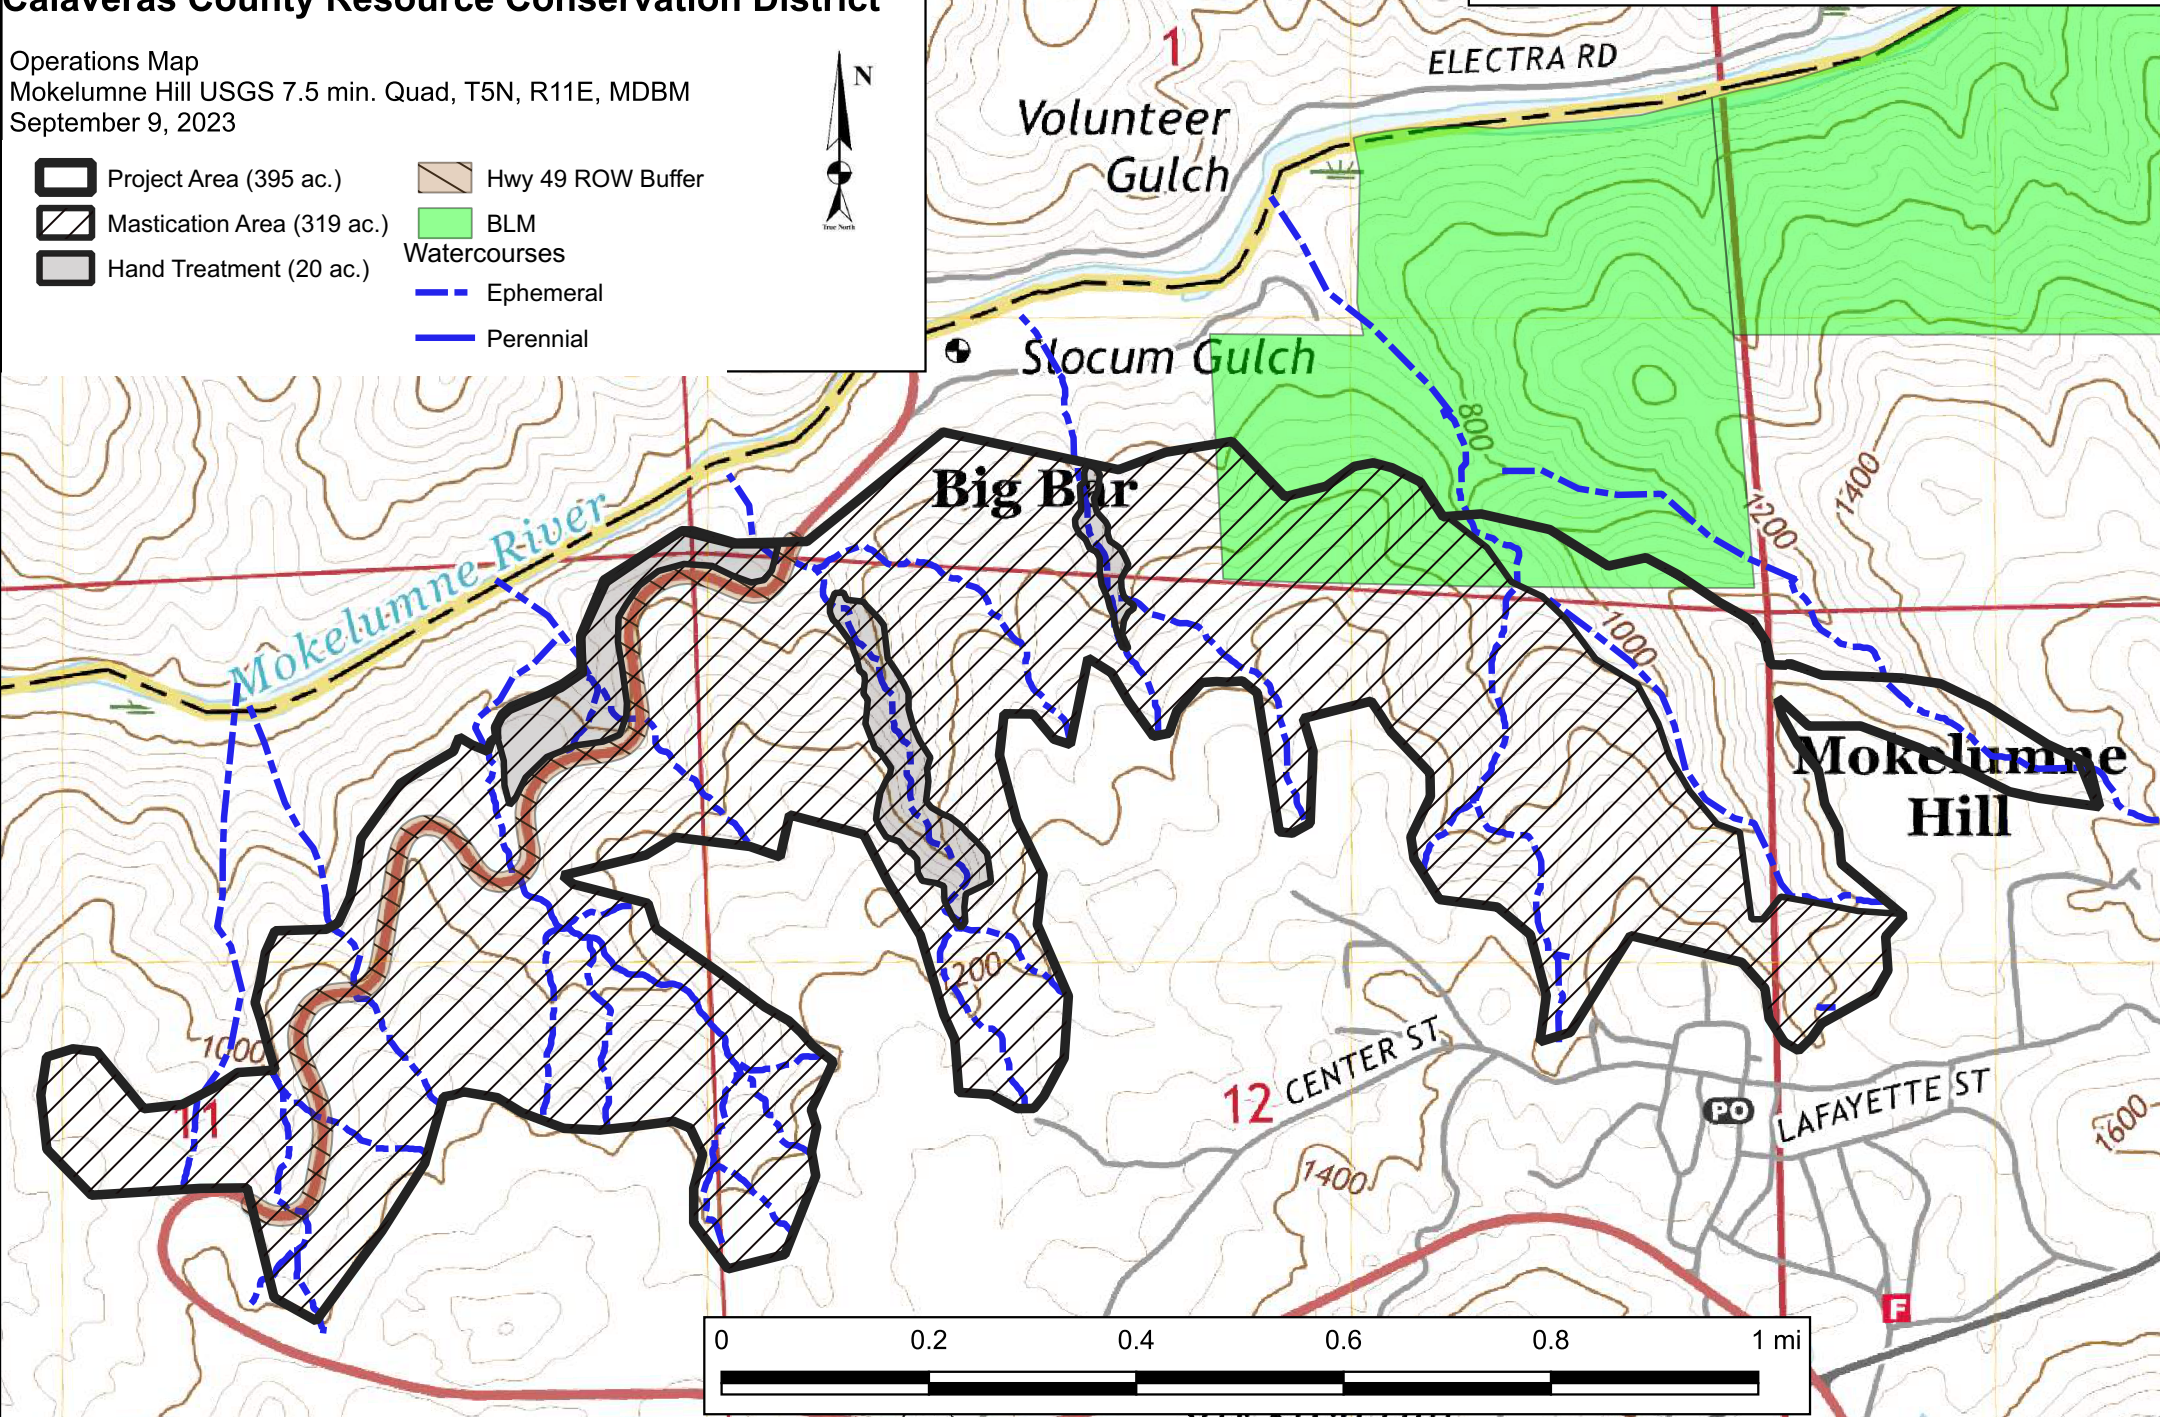 Calaveras County Resource Conservation District
Operations Map
Mokelumne Hill USGS 7.5 min. Quad, T5N, R11E, MDBM
September 9, 2023
N
True North
Project Area (395 ac.)
Mastication Area (319 ac.)
Hand Treatment (20 ac.)
Hwy 49 ROW Buffer
BLM
Watercourses
Ephemeral
Perennial
1
ELECTRA RD
Volunteer
Gulch
Slocum Gulch
800
Big Bar
Mokelumne River
1200
1400
1000
Mokelumne
Hill
200
1000
11
12
CENTER ST
PO
LAFAYETTE ST
1400
1600
F
0 0.2 0.4 0.6 0.8 1 mi